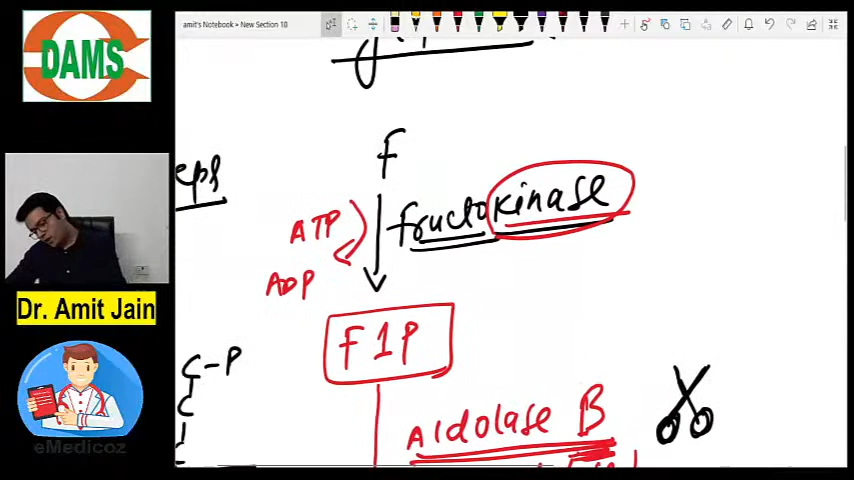 amit's Notebook > New Section 10
DAMS
F
eps
fructokinase
ATP
ADP
Dr. Amit Jain
F1P
C-P
C
Aldolase B
eMedicoz